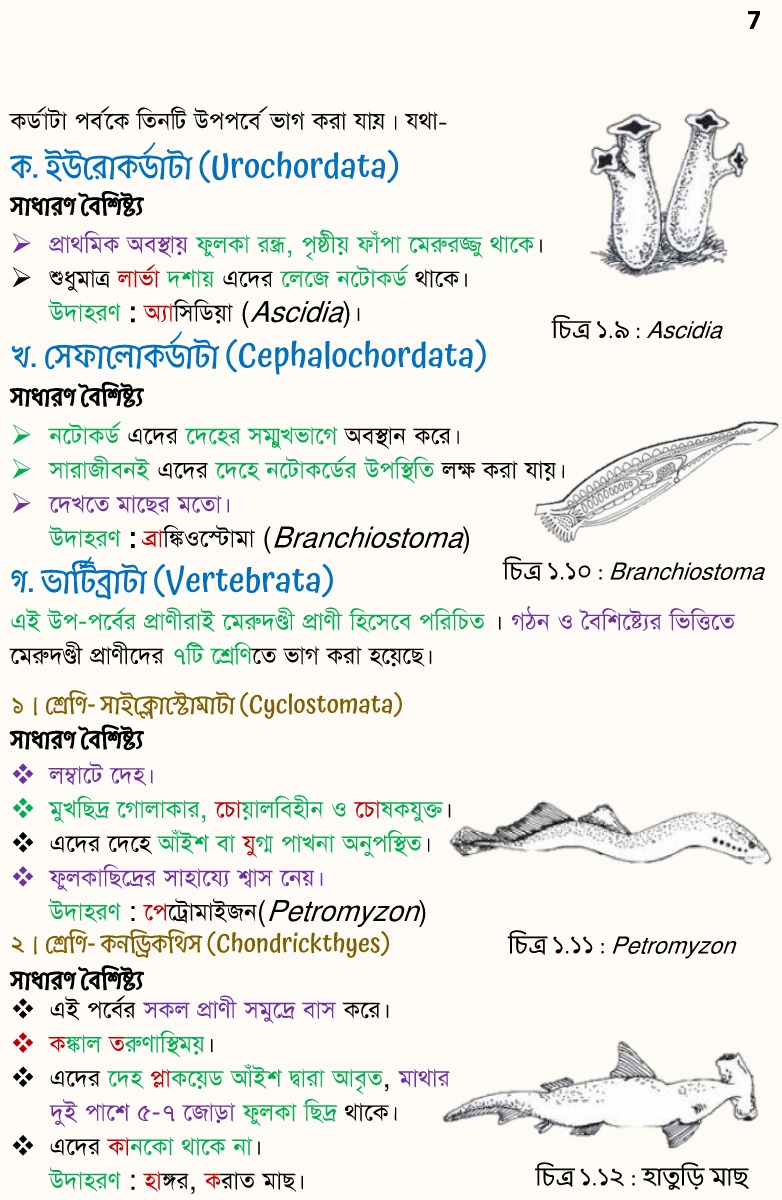 7
কর্ডাটা পর্বকে তিনটি উপপর্বে ভাগ করা যায়। যথা-
ক. ইউরোকর্ডাটা (Urochordata)
সাধারণ বৈশিষ্ট্য
➢ প্রাথমিক অবস্থায় ফুলকা রন্ধ্র, পৃষ্ঠীয় ফাঁপা মেরুরজ্জু থাকে।
➢ শুধুমাত্র লার্ভা দশায় এদের লেজে নটোকর্ড থাকে।
উদাহরণ : অ্যাসিডিয়া (Ascidia)।
চিত্র ১.৯ : Ascidia
খ. সেফালোকর্ডাটা (Cephalochordata)
সাধারণ বৈশিষ্ট্য
➢ নটোকর্ড এদের দেহের সম্মুখভাগে অবস্থান করে।
➢ সারাজীবনই এদের দেহে নটোকর্ডের উপস্থিতি লক্ষ করা যায়।
➢ দেখতে মাছের মতো।
উদাহরণ : ব্রাঙ্কিওস্টোমা (Branchiostoma)
চিত্র ১.১০ : Branchiostoma
গ. ভার্টিব্রাটা (Vertebrata)
এই উপ-পর্বের প্রাণীরাই মেরুদণ্ডী প্রাণী হিসেবে পরিচিত । গঠন ও বৈশিষ্ট্যের ভিত্তিতে
মেরুদণ্ডী প্রাণীদের ৭টি শ্রেণিতে ভাগ করা হয়েছে।
১। শ্রেণি- সাইক্লোস্টোমাটা (Cyclostomata)
সাধারণ বৈশিষ্ট্য
❖ লম্বাটে দেহ।
❖ মুখছিদ্র গোলাকার, চোয়ালবিহীন ও চোষকযুক্ত।
❖ এদের দেহে আঁইশ বা যুগ্ম পাখনা অনুপস্থিত।
❖ ফুলকাছিদ্রের সাহায্যে শ্বাস নেয়।
উদাহরণ : পেট্রোমাইজন(Petromyzon)
চিত্র ১.১১ : Petromyzon
২। শ্রেণি- কনড্রিকথিস (Chondrickthyes)
সাধারণ বৈশিষ্ট্য
❖ এই পর্বের সকল প্রাণী সমুদ্রে বাস করে।
❖ কঙ্কাল তরুণাস্থিময়।
❖ এদের দেহ প্লাকয়েড আঁইশ দ্বারা আবৃত, মাথার
দুই পাশে ৫-৭ জোড়া ফুলকা ছিদ্র থাকে।
❖ এদের কানকো থাকে না।
উদাহরণ : হাঙ্গর, করাত মাছ।
চিত্র ১.১২ : হাতুড়ি মাছ